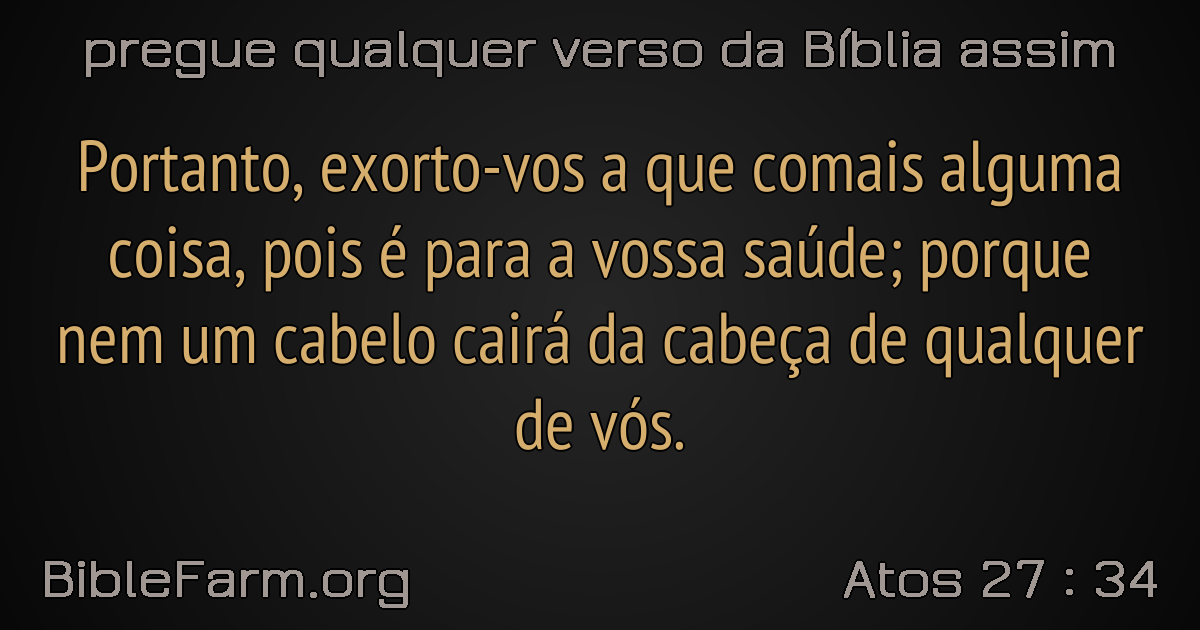 pregue qualquer verso da Bíblia assim
Portanto, exorto-vos a que comais alguma
coisa, pois é para a vossa saúde; porque
nem um cabelo cairá da cabeça de qualquer
de vós.
BibleFarm.org
Atos 27 : 34